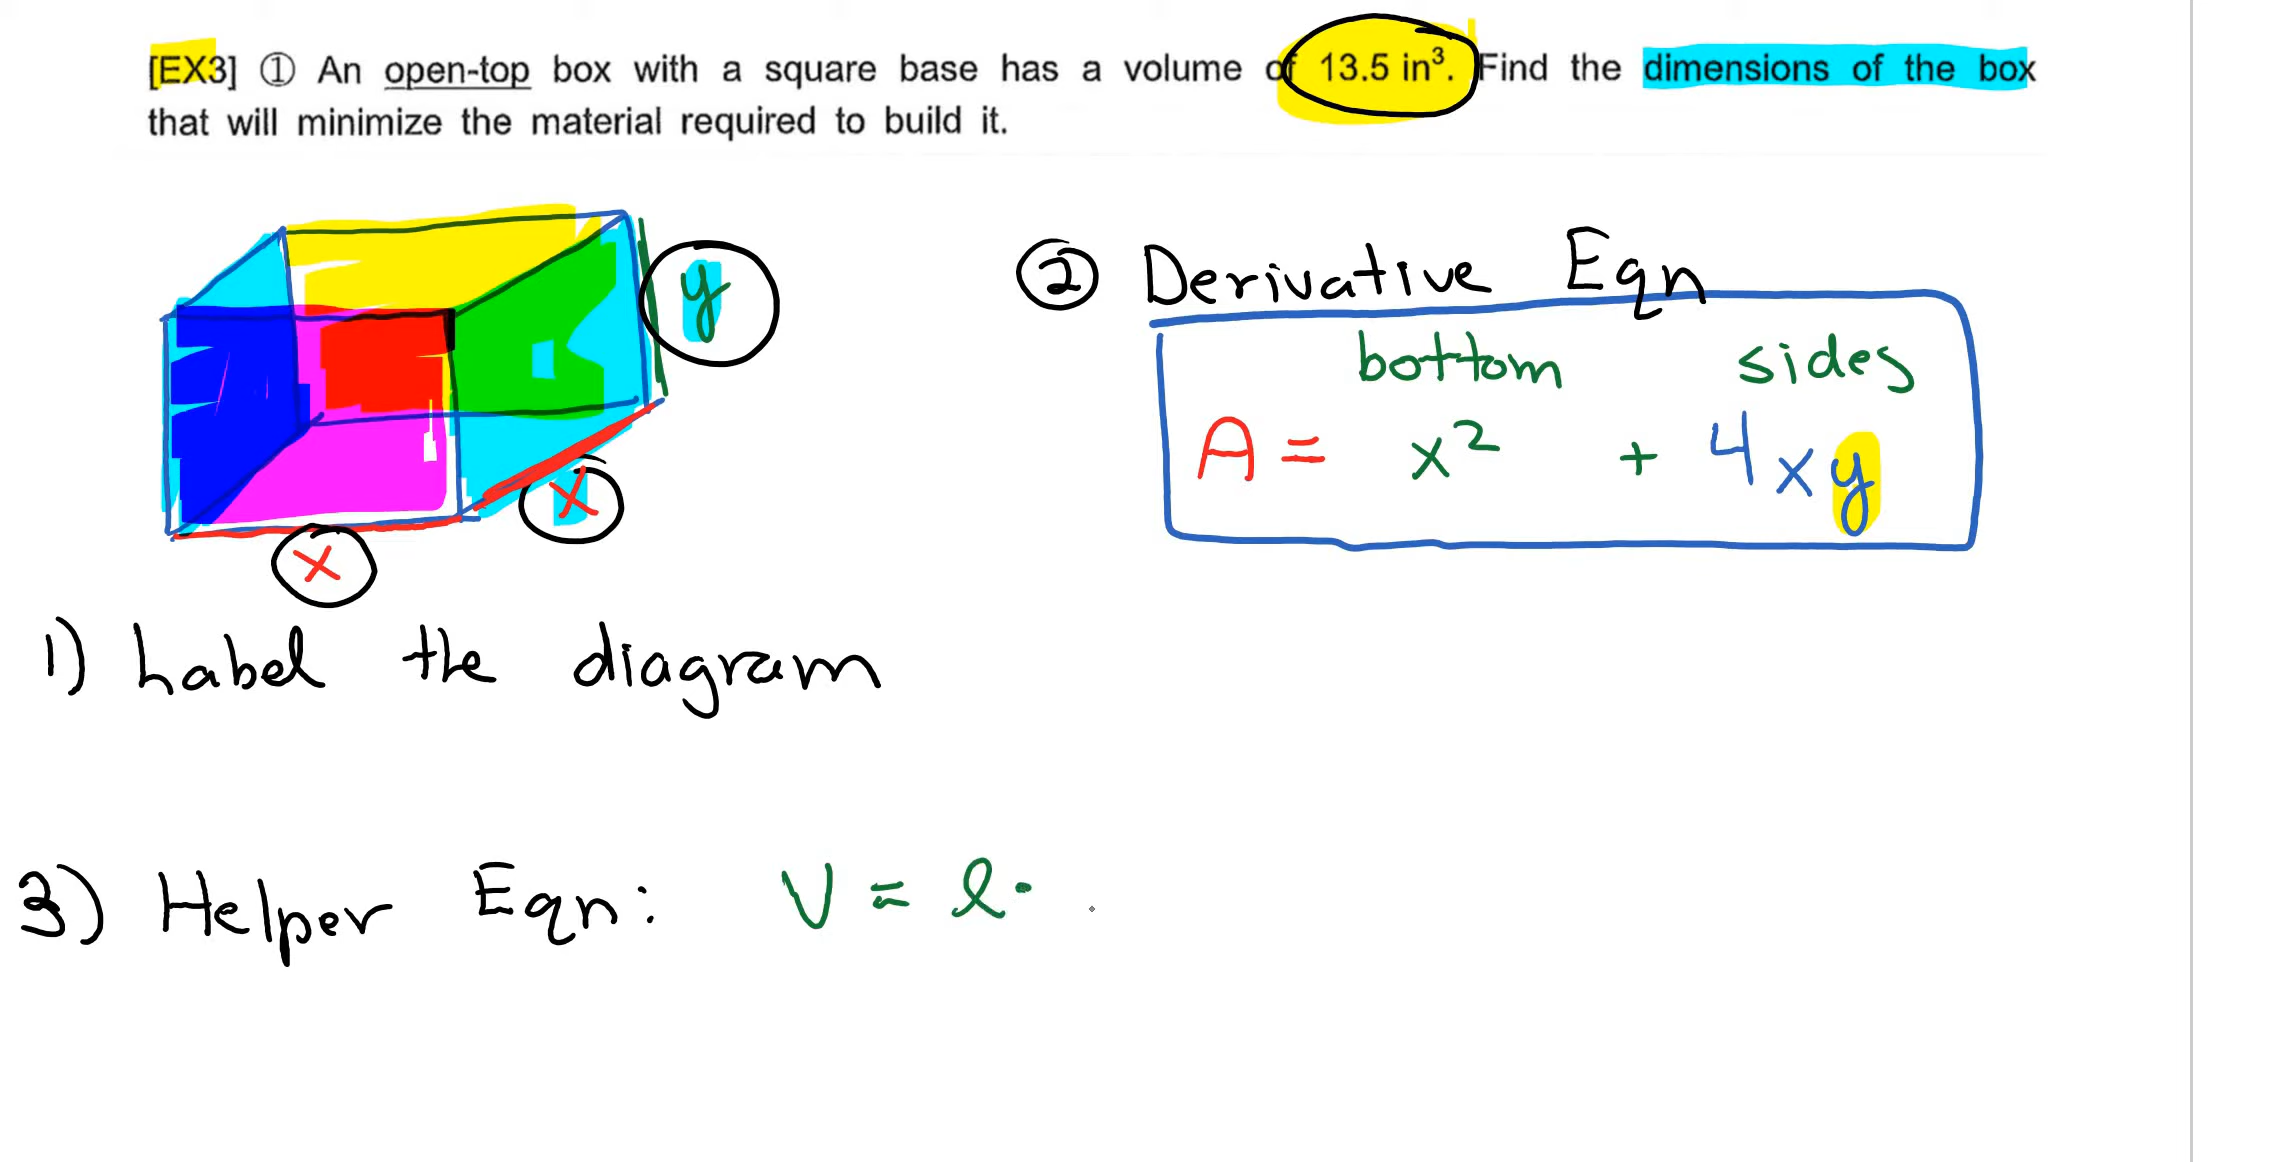 [EX3] ① An open-top box with a square base has a volume of 13.5 in³. Find the dimensions of the box
that will minimize the material required to build it.
y
x
x
② Derivative Eqn
bottom sides
A = x² + 4xy
1) Label the diagram
3) Helper Eqn: V = l·